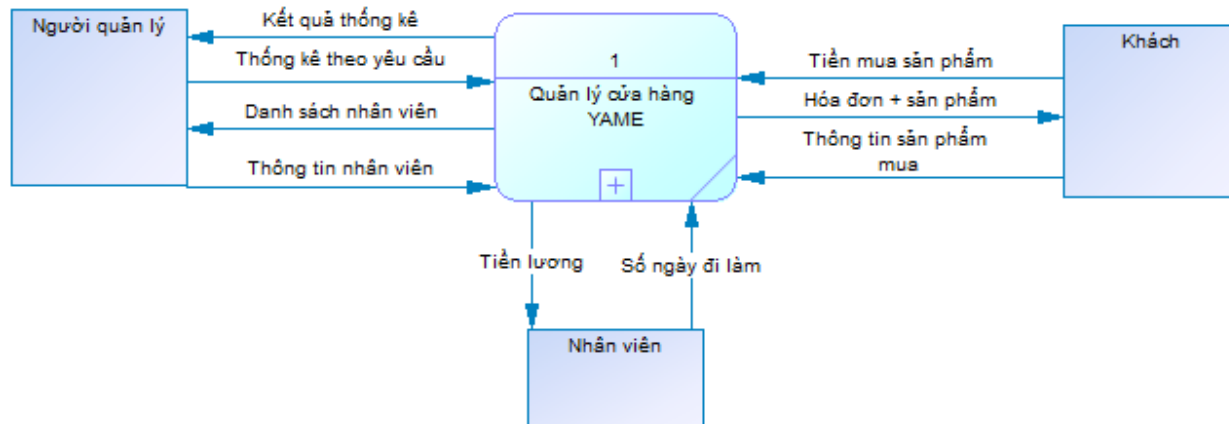 Người quản lý
Kết quả thống kê
Thống kê theo yêu cầu
Danh sách nhân viên
Thông tin nhân viên
1
Quản lý cửa hàng
YAME
Khách
Tiền mua sản phẩm
Hóa đơn + sản phẩm
Thông tin sản phẩm
mua
Tiền lương
Số ngày đi làm
Nhân viên